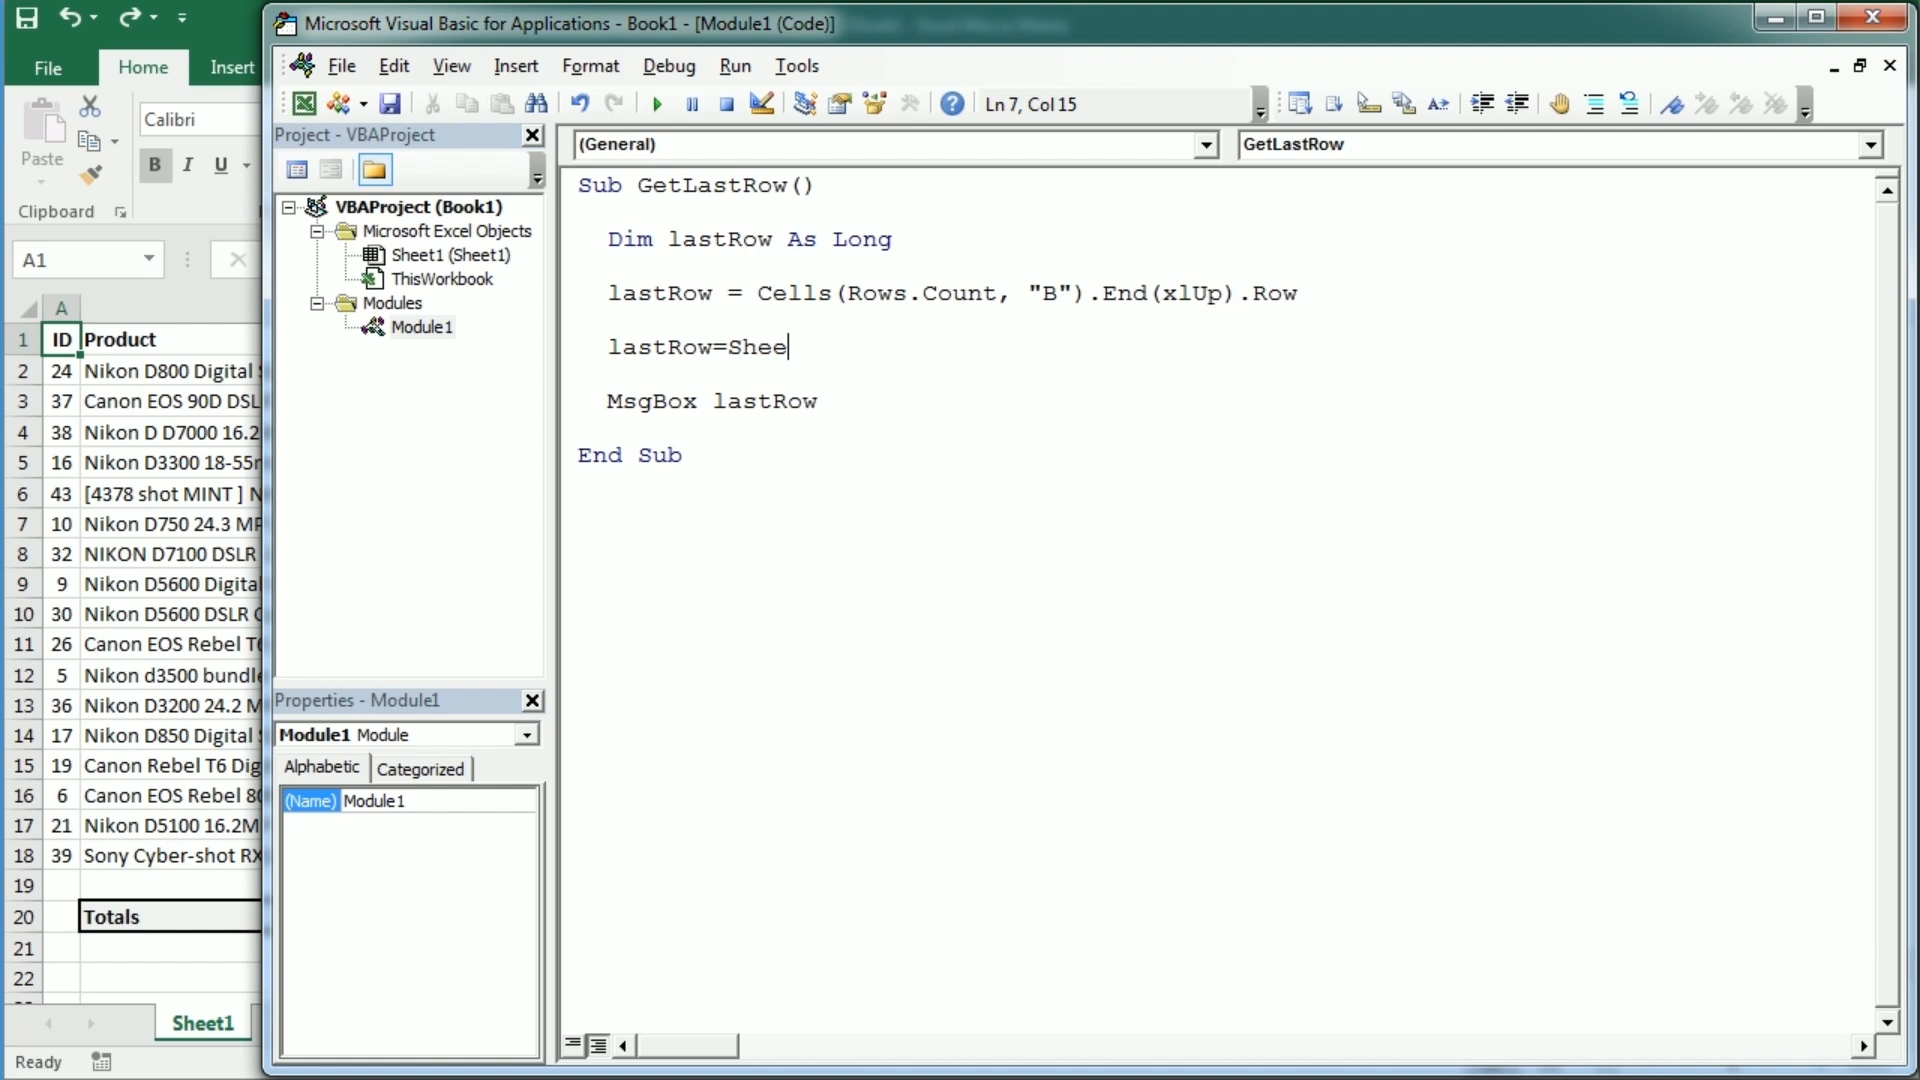 Microsoft Visual Basic for Applications - Book1 - [Module1 (Code)]
File
Home
Insert
File Edit View Insert Format Debug Run Tools
Calibri
Paste
B I U
Clipboard
Ln 7, Col 15
Project - VBAProject
(General)
GetLastRow
VBAProject (Book1)
Microsoft Excel Objects
Sheet1 (Sheet1)
ThisWorkbook
Modules
Module1
Sub GetLastRow()
Dim lastRow As Long
lastRow = Cells(Rows.Count, "B").End(xlUp).Row
lastRow=Shee
MsgBox lastRow
End Sub
Properties - Module1
Module1 Module
Alphabetic
Categorized
(Name) Module1
A1
A
1 ID Product
2 24 Nikon D800 Digital
3 37 Canon EOS 90D DSL
4 38 Nikon D D7000 16.2
5 16 Nikon D3300 18-55
6 43 [4378 shot MINT ] N
7 10 Nikon D750 24.3 MP
8 32 NIKON D7100 DSLR
9 9 Nikon D5600 Digital
10 30 Nikon D5600 DSLR
11 26 Canon EOS Rebel T6
12 5 Nikon d3500 bundle
13 36 Nikon D3200 24.2 M
14 17 Nikon D850 Digital
15 19 Canon Rebel T6 Dig
16 6 Canon EOS Rebel 80
17 21 Nikon D5100 16.2M
18 39 Sony Cyber-shot RX
19
20 Totals
21
22
Sheet1
Ready